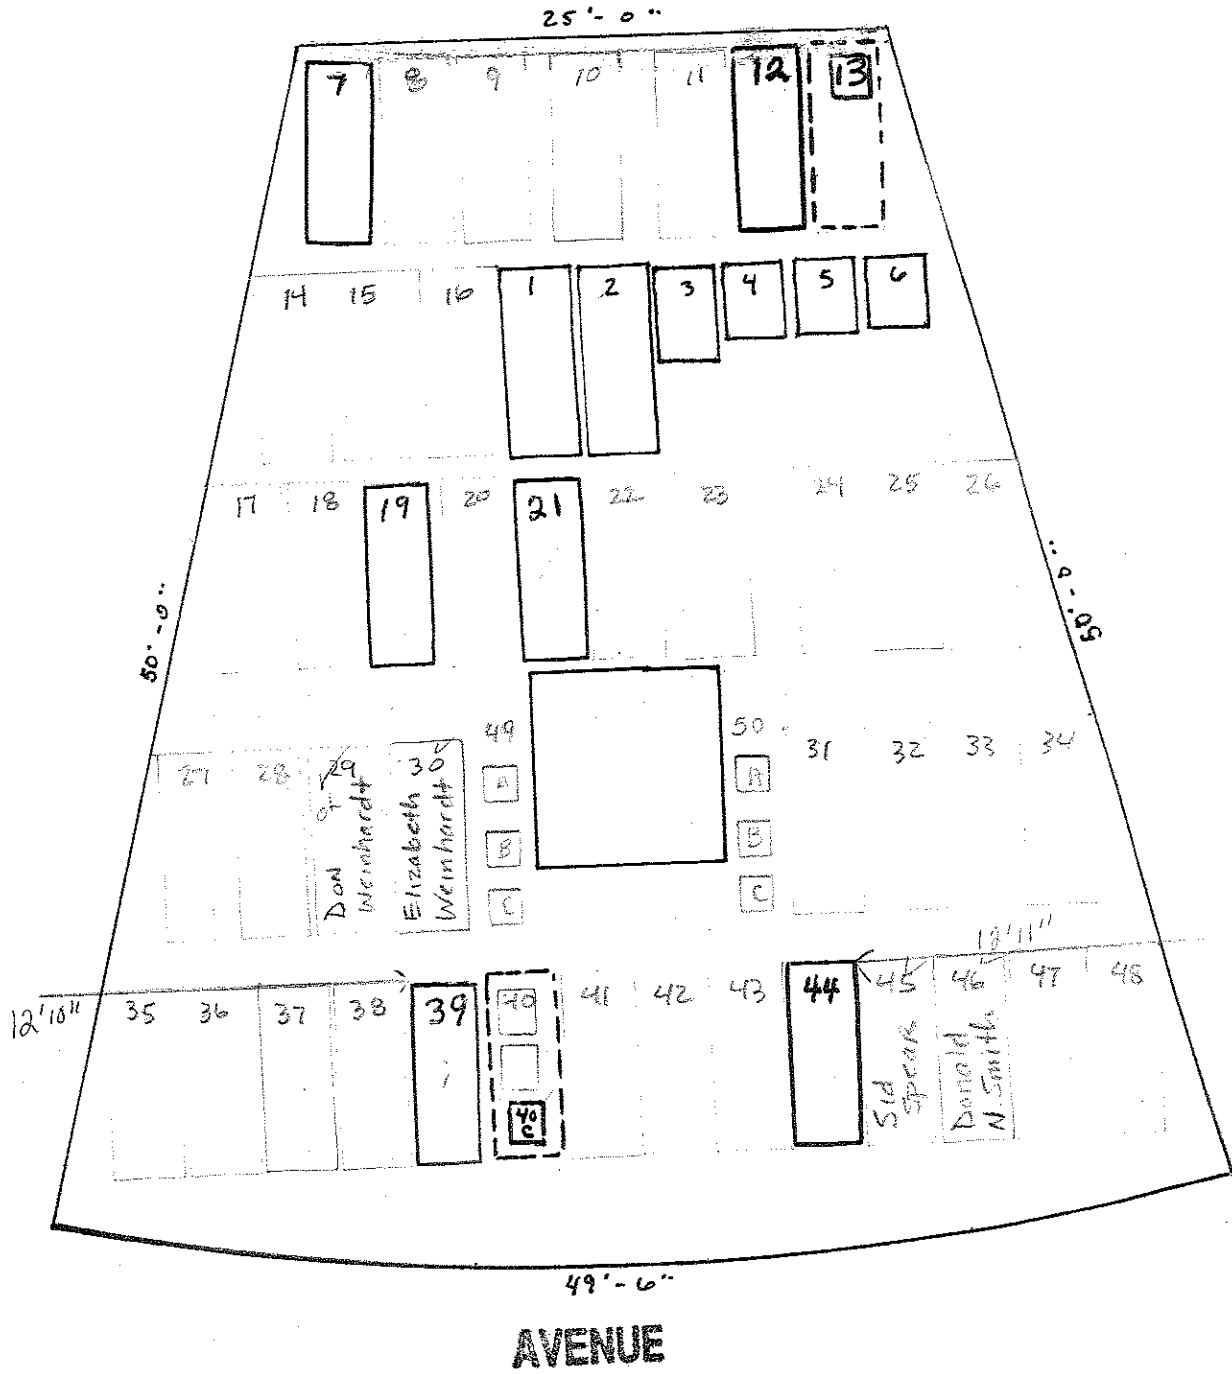 25'-0"
7 8 9 10 11 12 13
14 15 16 1 2 3 4 5 6
17 18 19 20 21 22 23 24 25 26
50'-0"
50'-0"
49 50
27 28 29 30 31 32 33 34
Don
Weinhardt
Elizabeth
Weinhardt
A A
B B
C C
12'11"
12'10" 35 36 37 38 39 40 41 42 43 44 45 46 47 48
Sid
Spear
Donald
N. Smith
40
C
49'-6"
AVENUE